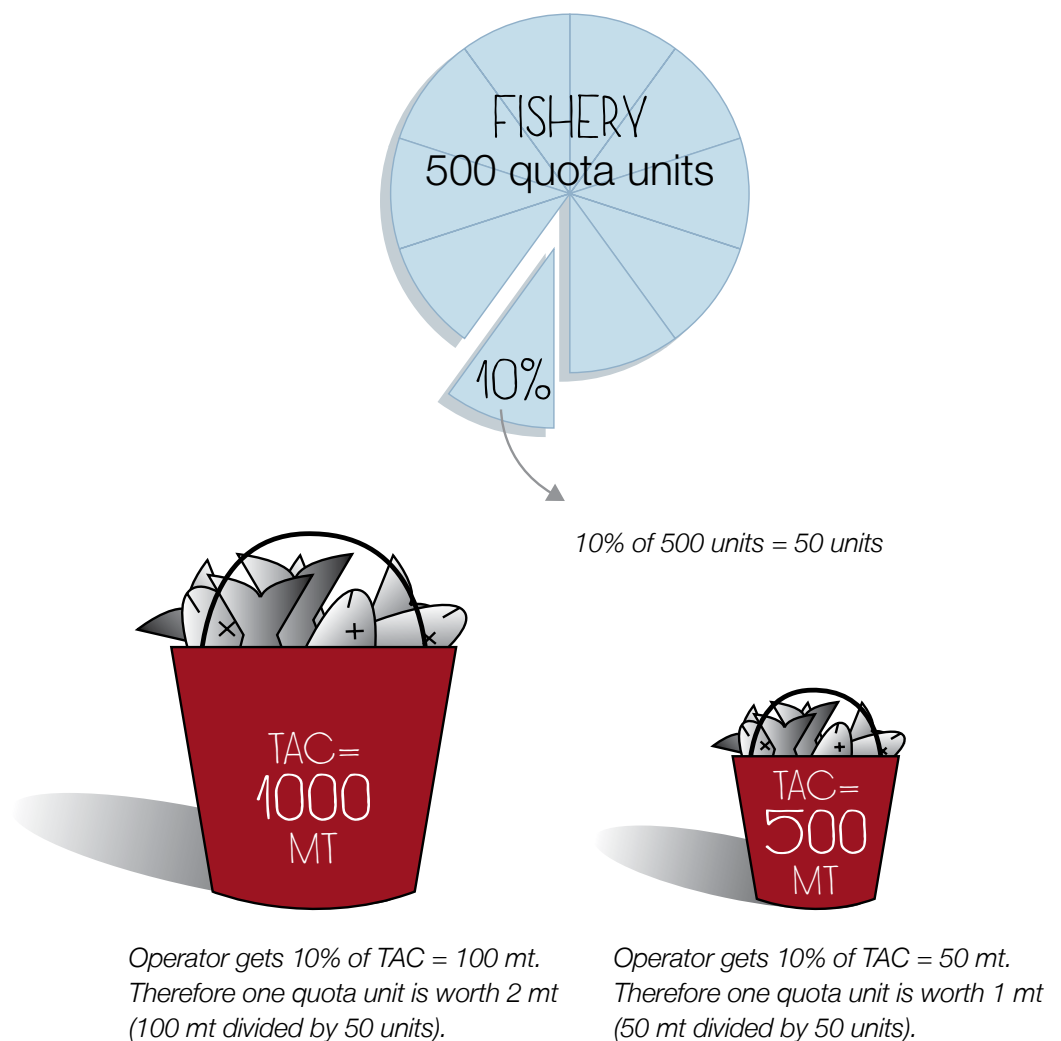 FISHERY
500 quota units
10%
10% of 500 units = 50 units
TAC=
1000
MT
TAC=
500
MT
Operator gets 10% of TAC = 100 mt.
Therefore one quota unit is worth 2 mt
(100 mt divided by 50 units).
Operator gets 10% of TAC = 50 mt.
Therefore one quota unit is worth 1 mt
(50 mt divided by 50 units).